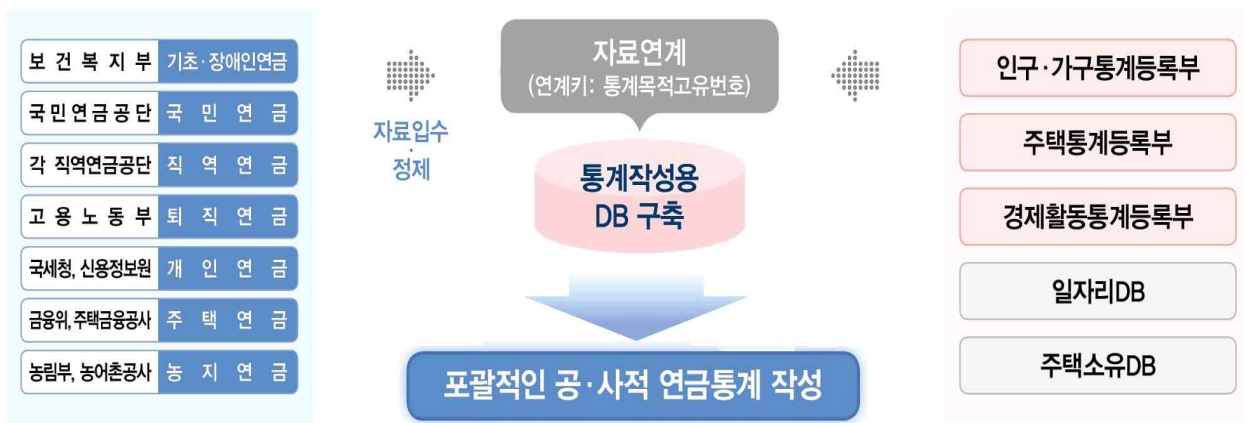 보건복지부 기초·장애인연금
국민연금공단 국민연금
각 직역연금공단 직역연금
고용노동부 퇴직연금
국세청, 신용정보원 개인연금
금융위, 주택금융공사 주택연금
농림부, 농어촌공사 농지연금
자료입수
·
정제
자료연계
(연계키: 통계목적고유번호)
통계작성용
DB 구축
포괄적인 공·사적 연금통계 작성
인구·가구통계등록부
주택통계등록부
경제활동통계등록부
일자리DB
주택소유DB